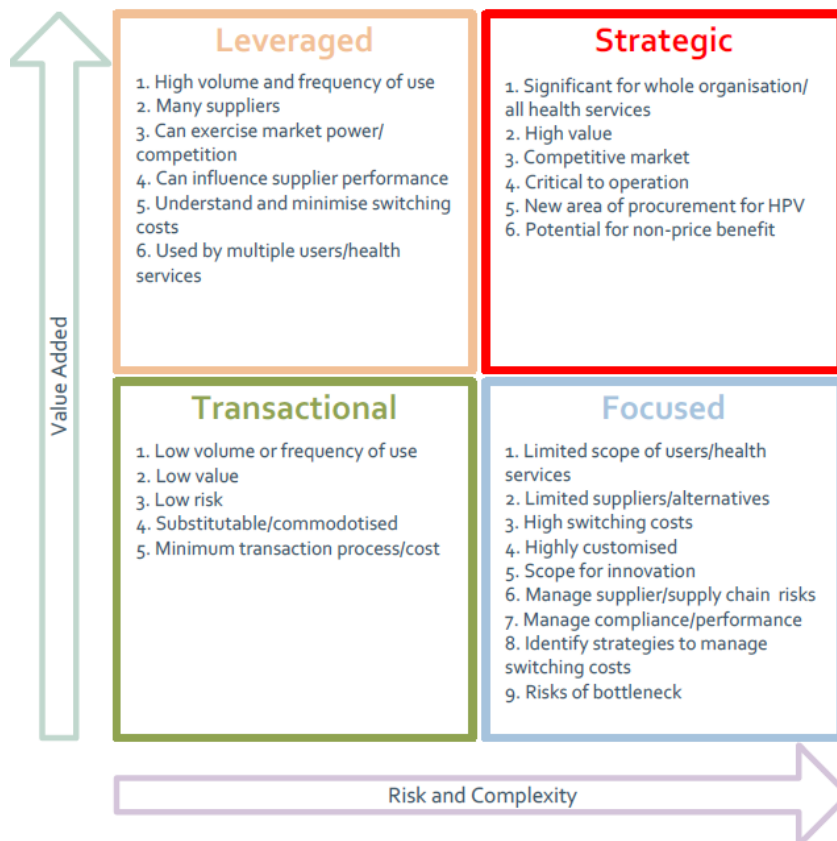 Leveraged
1. High volume and frequency of use
2. Many suppliers
3. Can exercise market power/
competition
4. Can influence supplier performance
5. Understand and minimise switching
costs
6. Used by multiple users/health
services
Strategic
1. Significant for whole organisation/
all health services
2. High value
3. Competitive market
4. Critical to operation
5. New area of procurement for HPV
6. Potential for non-price benefit
Value Added
Transactional
1. Low volume or frequency of use
2. Low value
3. Low risk
4. Substitutable/commodotised
5. Minimum transaction process/cost
Focused
1. Limited scope of users/health
services
2. Limited suppliers/alternatives
3. High switching costs
4. Highly customised
5. Scope for innovation
6. Manage supplier/supply chain risks
7. Manage compliance/performance
8. Identify strategies to manage
switching costs
9. Risks of bottleneck
Risk and Complexity